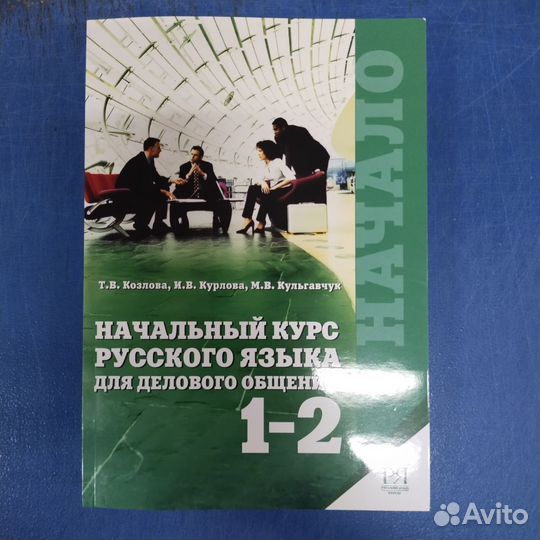 НАЧАЛО
Т.В. Козлова, И.В. Курлова, М.В. Кульгавчук
НАЧАЛЬНЫЙ КУРС
РУССКОГО ЯЗЫКА
ДЛЯ ДЕЛОВОГО ОБЩЕНИ
1-2
Avito